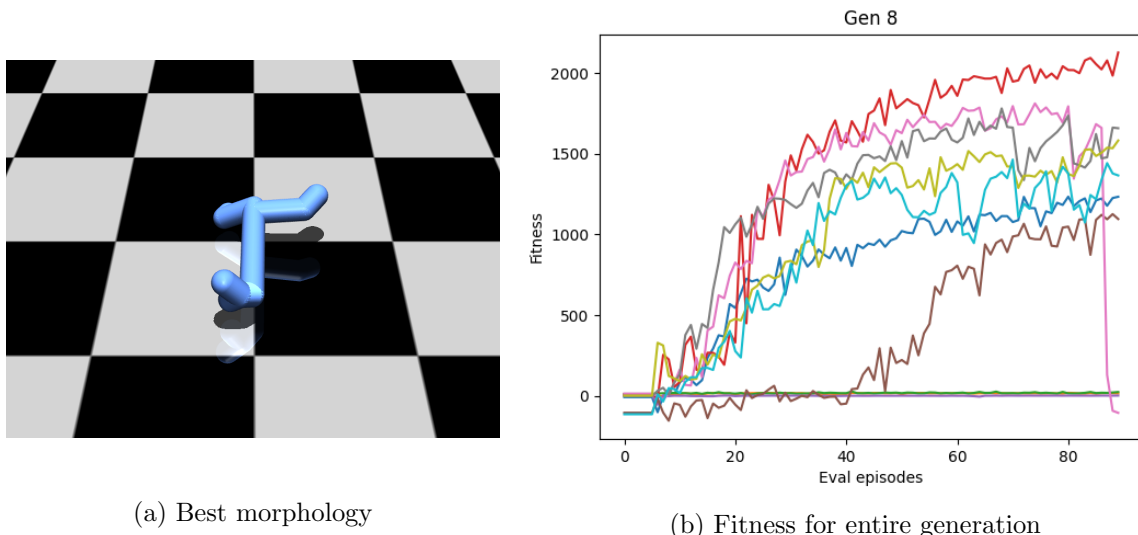 Gen 8
2000
1500
1000
500
0
Fitness
0 20 40 60 80
Eval episodes
(a) Best morphology
(b) Fitness for entire generation